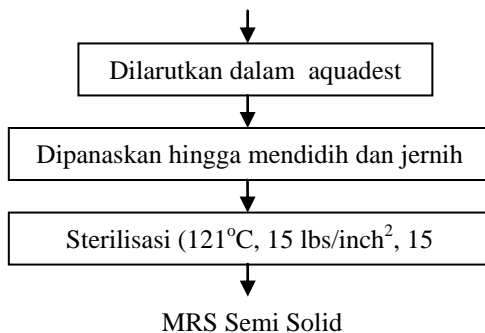 Dilarutkan dalam aquadest
Dipanaskan hingga mendidih dan jernih
Sterilisasi (121°C, 15 lbs/inch², 15
MRS Semi Solid